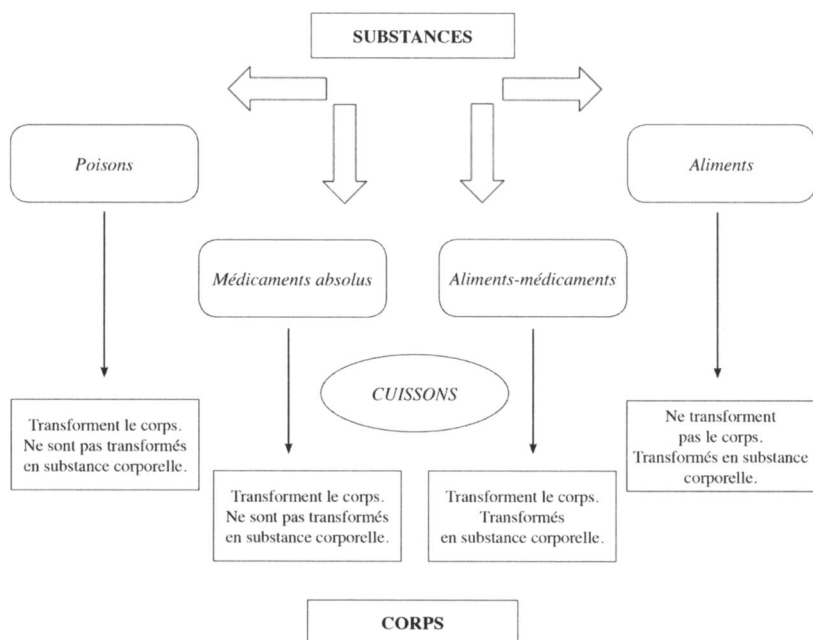 SUBSTANCES
Poisons
Aliments
Médicaments absolus
Aliments-médicaments
CUISSONS
Transforment le corps.
Ne sont pas transformés
en substance corporelle.
Ne transforment
pas le corps.
Transformés en substance
corporelle.
Transforment le corps.
Ne sont pas transformés
en substance corporelle.
Transforment le corps.
Transformés
en substance corporelle.
CORPS